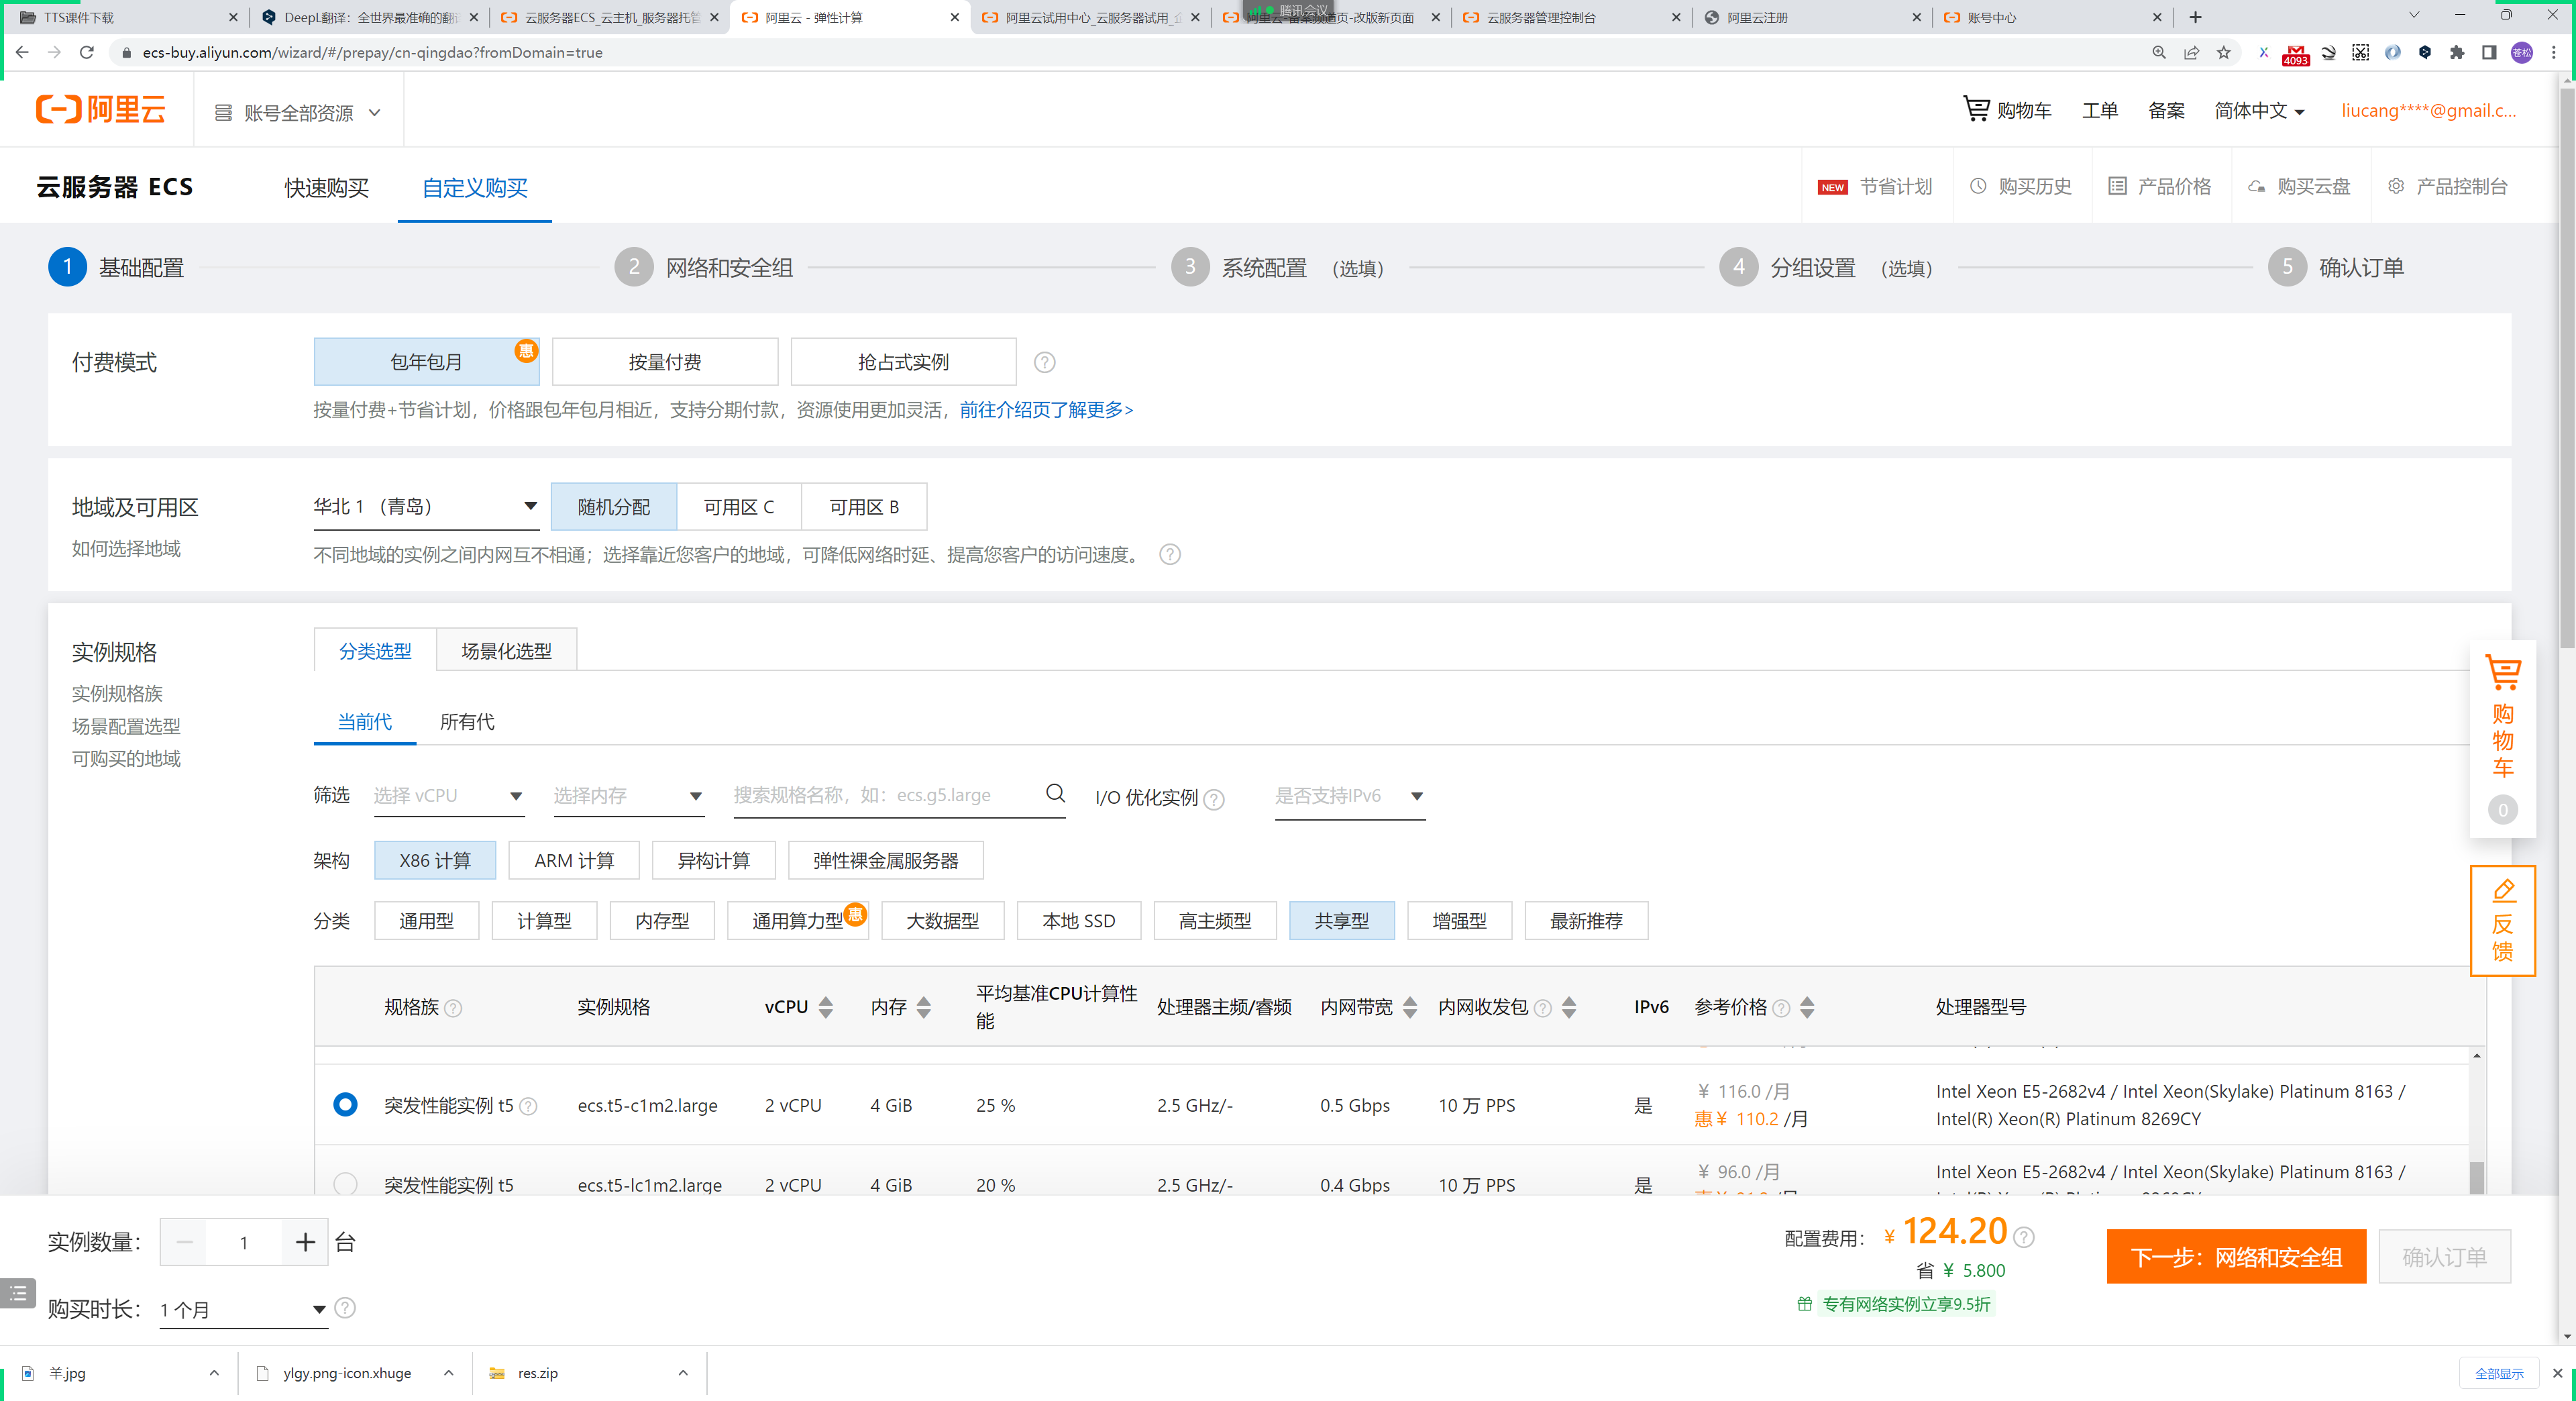 TTS课件下载
DeepL翻译：全世界最准确的翻译
云服务器ECS_云主机_服务器托管
阿里云 - 弹性计算
阿里云试用中心_云服务器试用_企
腾讯会议
阿里云-备案频道页-改版新页面
云服务器管理控制台
阿里云注册
账号中心
ecs-buy.aliyun.com/wizard/#/prepay/cn-qingdao?fromDomain=true
4093
苍松
阿里云
账号全部资源
购物车
工单
备案
简体中文
liucang****@gmail.c...
云服务器 ECS
快速购买
自定义购买
NEW 节省计划
购买历史
产品价格
购买云盘
产品控制台
1 基础配置
2 网络和安全组
3 系统配置 （选填）
4 分组设置 （选填）
5 确认订单
付费模式
包年包月 惠
按量付费
抢占式实例
按量付费+节省计划，价格跟包年包月相近，支持分期付款，资源使用更加灵活，前往介绍页了解更多>
地域及可用区
华北 1 （青岛）
随机分配
可用区 C
可用区 B
如何选择地域
不同地域的实例之间内网互不相通；选择靠近您客户的地域，可降低网络时延、提高您客户的访问速度。
实例规格
实例规格族
场景配置选型
可购买的地域
分类选型
场景化选型
当前代
所有代
筛选
选择 vCPU
选择内存
搜索规格名称，如：ecs.g5.large
I/O 优化实例
是否支持IPv6
架构
X86 计算
ARM 计算
异构计算
弹性裸金属服务器
分类
通用型
计算型
内存型
通用算力型 惠
大数据型
本地 SSD
高主频型
共享型
增强型
最新推荐
规格族
实例规格
vCPU
内存
平均基准CPU计算性
能
处理器主频/睿频
内网带宽
内网收发包
IPv6
参考价格
处理器型号
突发性能实例 t5
ecs.t5-c1m2.large
2 vCPU
4 GiB
25 %
2.5 GHz/-
0.5 Gbps
10 万 PPS
是
¥ 116.0 /月
惠¥ 110.2 /月
Intel Xeon E5-2682v4 / Intel Xeon(Skylake) Platinum 8163 /
Intel(R) Xeon(R) Platinum 8269CY
突发性能实例 t5
ecs.t5-lc1m2.large
2 vCPU
4 GiB
20 %
2.5 GHz/-
0.4 Gbps
10 万 PPS
是
¥ 96.0 /月
Intel Xeon E5-2682v4 / Intel Xeon(Skylake) Platinum 8163 /
购物车
0
反馈
实例数量：
1
台
购买时长：
1 个月
配置费用：
¥ 124.20
省 ¥ 5.800
专有网络实例立享9.5折
下一步：网络和安全组
确认订单
羊.jpg
ylgy.png-icon.xhuge
res.zip
全部显示